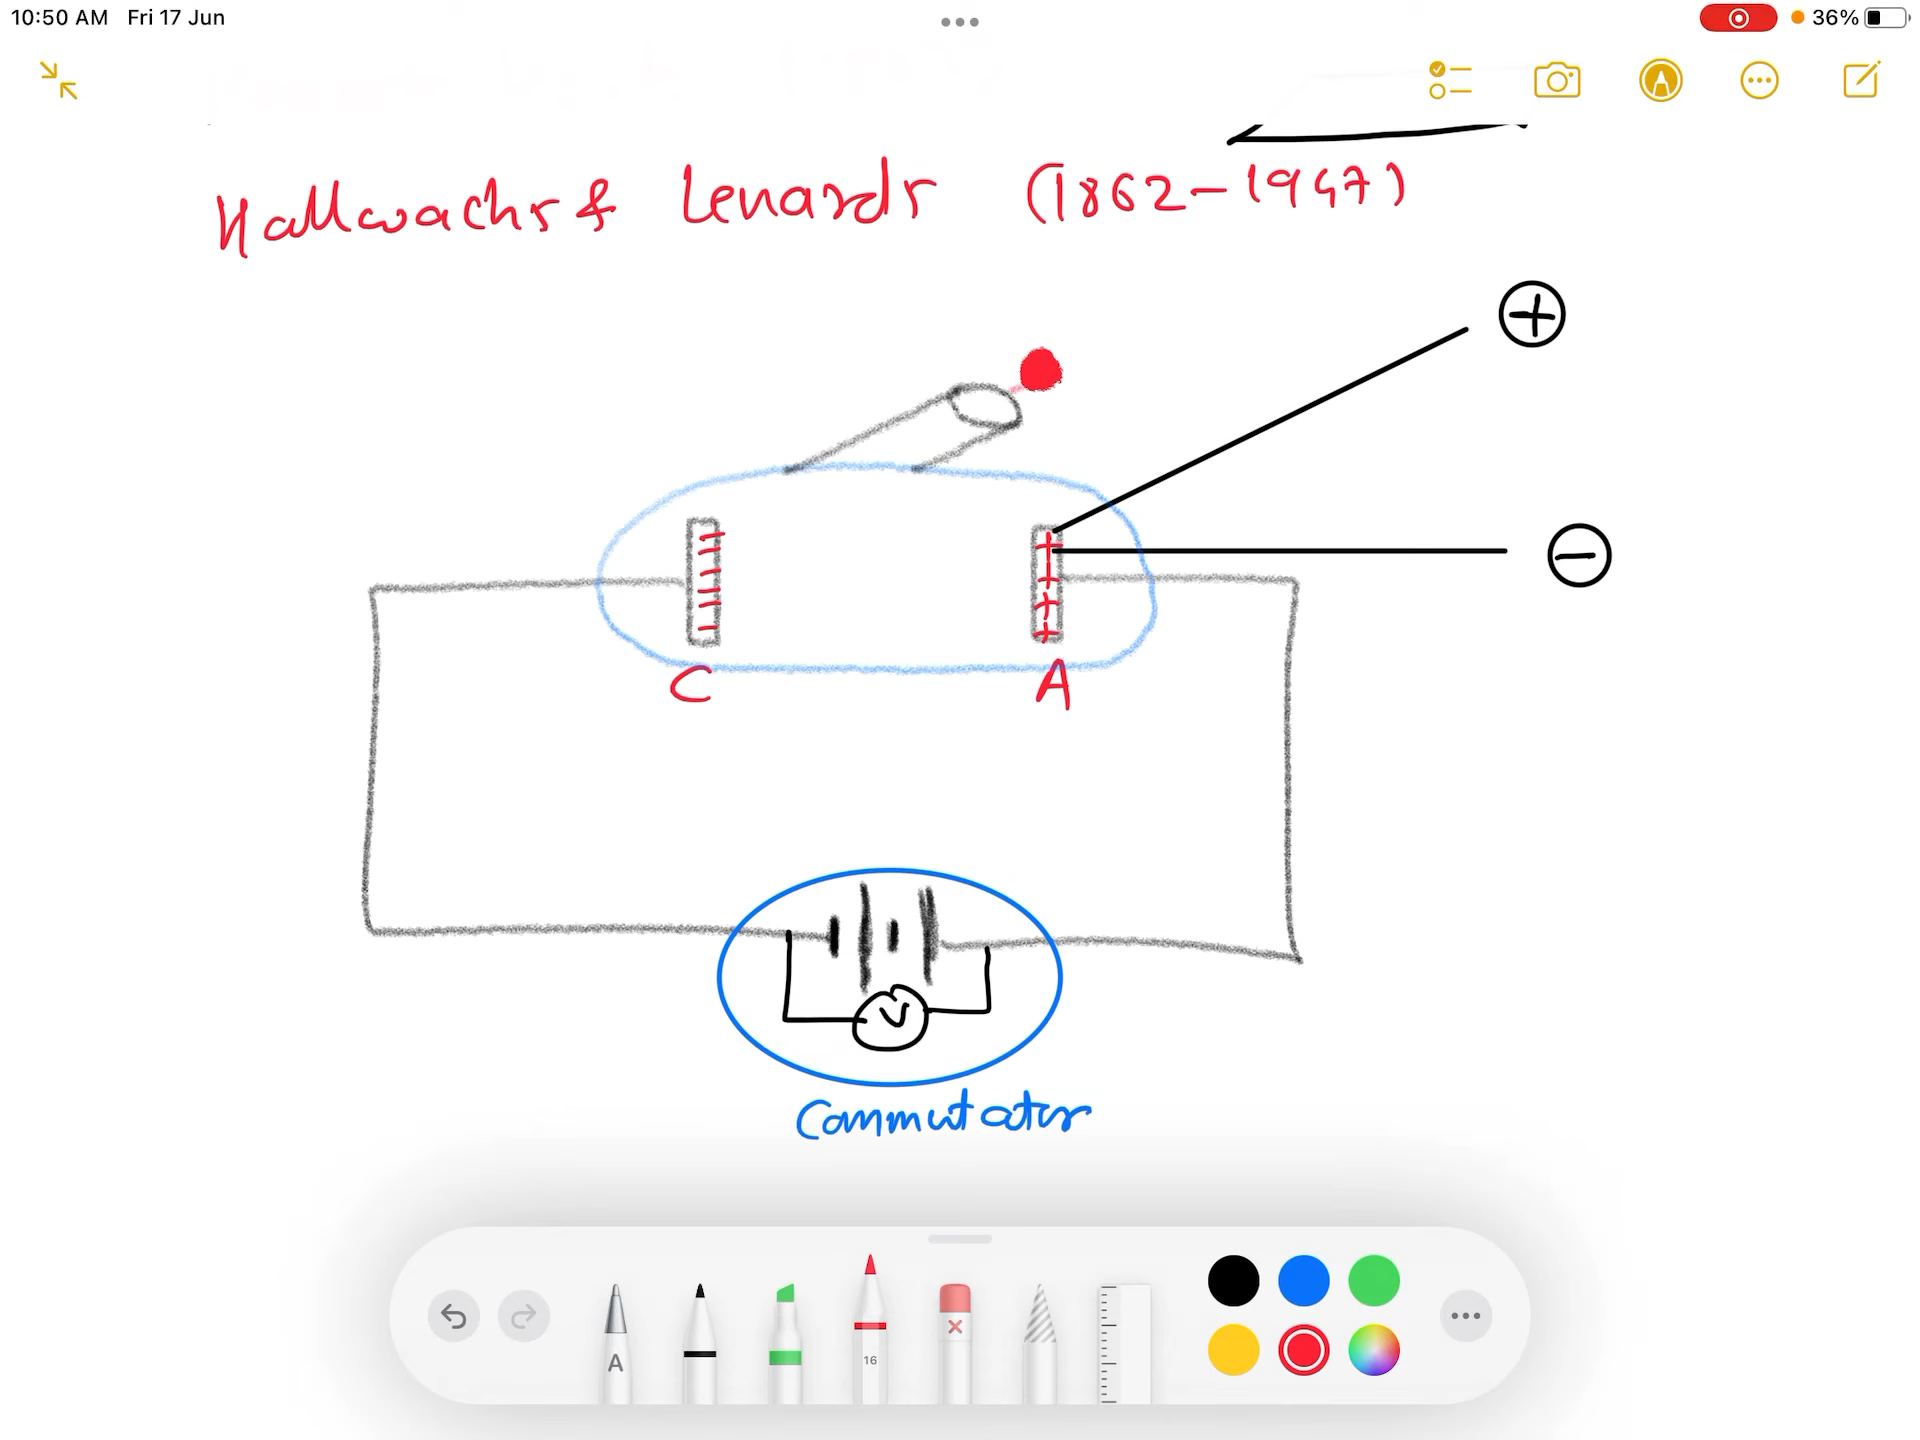 10:50 AM Fri 17 Jun
36%
Hallwachs & Lenards (1862-1947)
+
-
C
A
V
Commutator
A
16